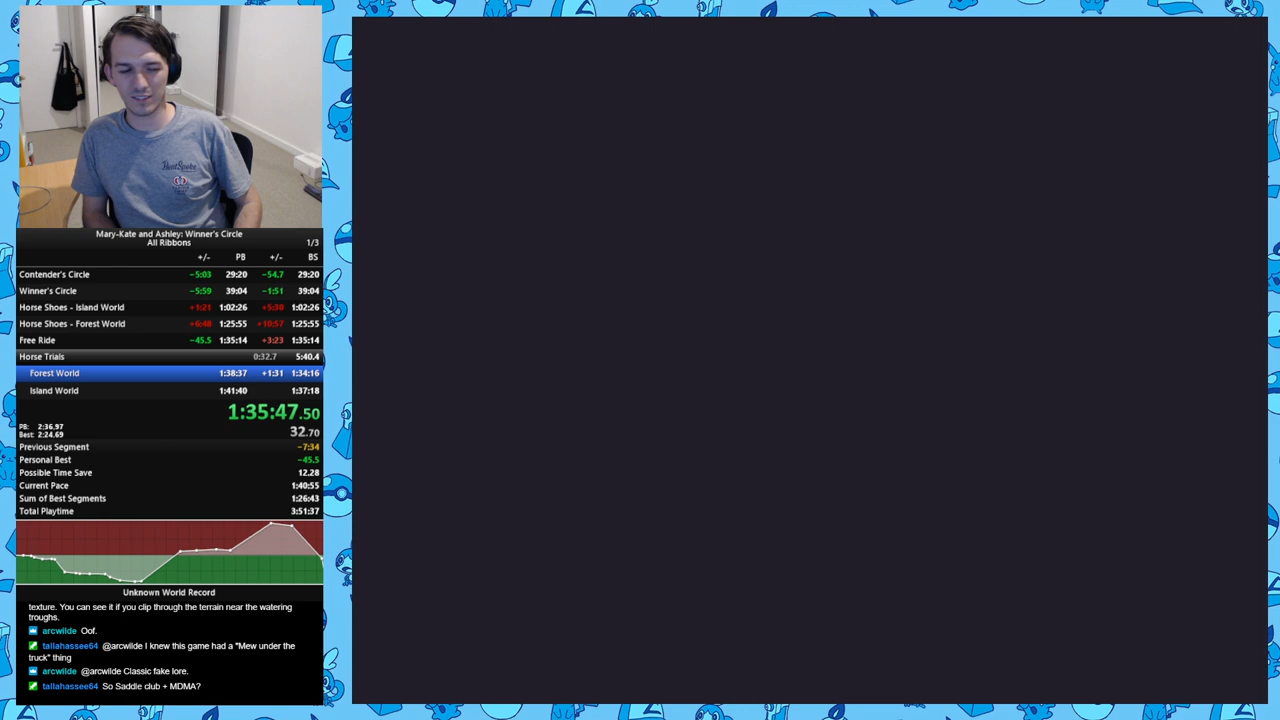 Mary-Kate and Ashley: Winner's Circle
All Ribbons 1/3
+/- PB +/- BS
Contender's Circle −5:03 29:20 −54.7 29:20
Winner's Circle −5:59 39:04 −1:51 39:04
Horse Shoes - Island World +1:21 1:02:26 +5:30 1:02:26
Horse Shoes - Forest World +6:48 1:25:55 +10:57 1:25:55
Free Ride −45.5 1:35:14 +3:23 1:35:14
Horse Trials 0:32.7 5:40.4
Forest World 1:38:37 +1:31 1:34:16
Island World 1:41:40 1:37:18
1:35:47.50
PB: 2:36.97
Best: 2:24.69
32.70
Previous Segment −7:34
Personal Best −45.5
Possible Time Save 12.28
Current Pace 1:40:55
Sum of Best Segments 1:26:43
Total Playtime 3:51:37
Unknown World Record
texture. You can see it if you clip through the terrain near the watering
troughs.
arcwilde Oof.
tallahassee64 @arcwilde I knew this game had a "Mew under the
truck" thing
arcwilde @arcwilde Classic fake lore.
tallahassee64 So Saddle club + MDMA?